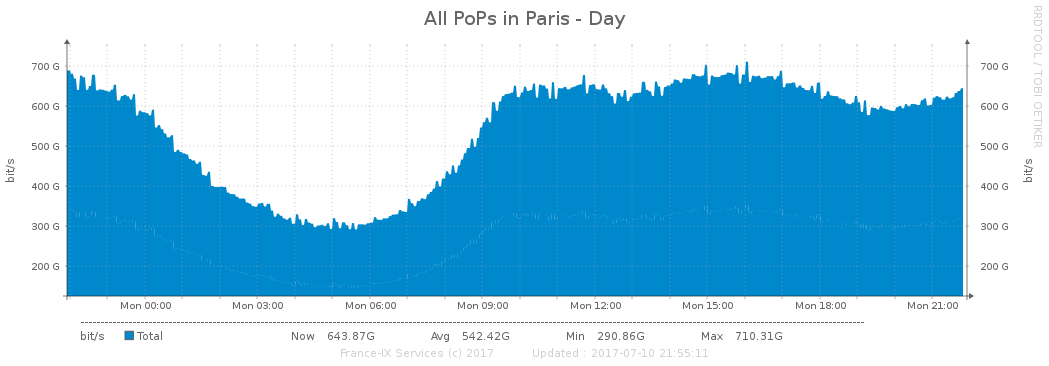 All PoPs in Paris - Day
RRDTOOL / TOBI OETIKER
700 G 700 G
600 G 600 G
500 G 500 G
400 G 400 G
300 G 300 G
200 G 200 G
bit/s bit/s
Mon 00:00 Mon 03:00 Mon 06:00 Mon 09:00 Mon 12:00 Mon 15:00 Mon 18:00 Mon 21:00
bit/s Total Now 643.87G Avg 542.42G Min 290.86G Max 710.31G
France-IX Services (c) 2017 Updated : 2017-07-10 21:55:11